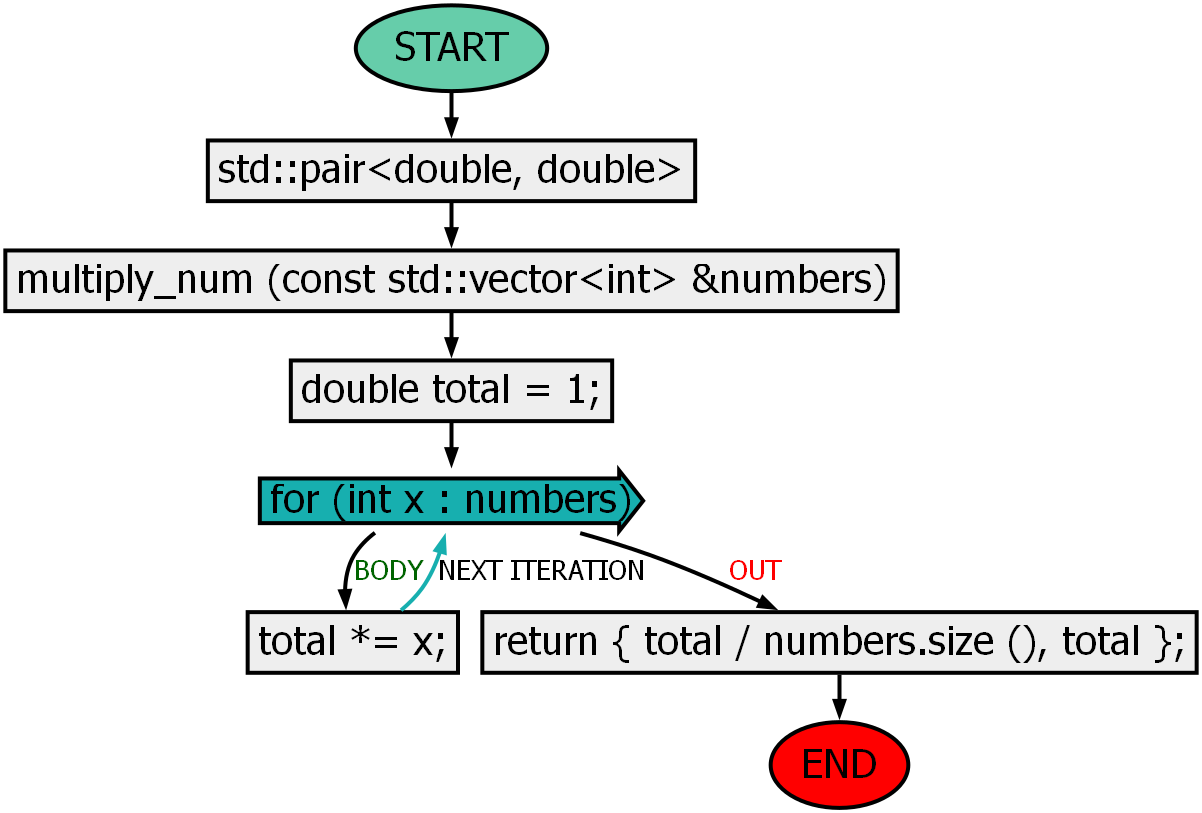 START
std::pair<double, double>
multiply_num (const std::vector<int> &numbers)
double total = 1;
for (int x : numbers)
BODY
NEXT ITERATION
OUT
total *= x;
return { total / numbers.size (), total };
END